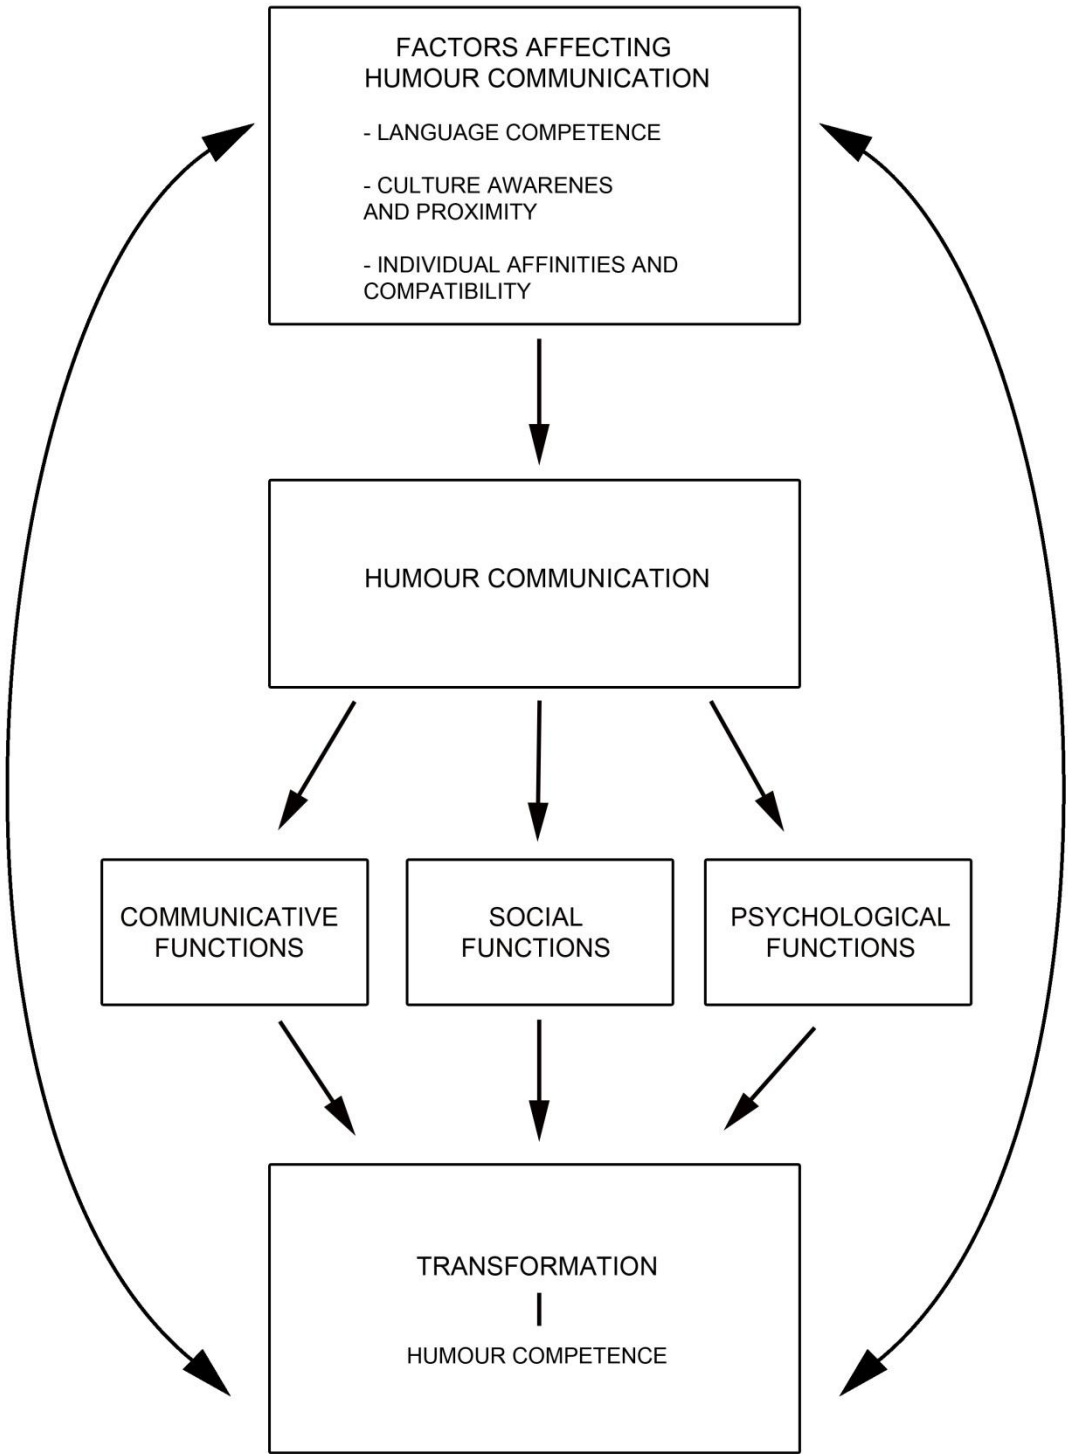 FACTORS AFFECTING
HUMOUR COMMUNICATION
- LANGUAGE COMPETENCE
- CULTURE AWARENES
AND PROXIMITY
- INDIVIDUAL AFFINITIES AND
COMPATIBILITY
HUMOUR COMMUNICATION
COMMUNICATIVE
FUNCTIONS
SOCIAL
FUNCTIONS
PSYCHOLOGICAL
FUNCTIONS
TRANSFORMATION
HUMOUR COMPETENCE